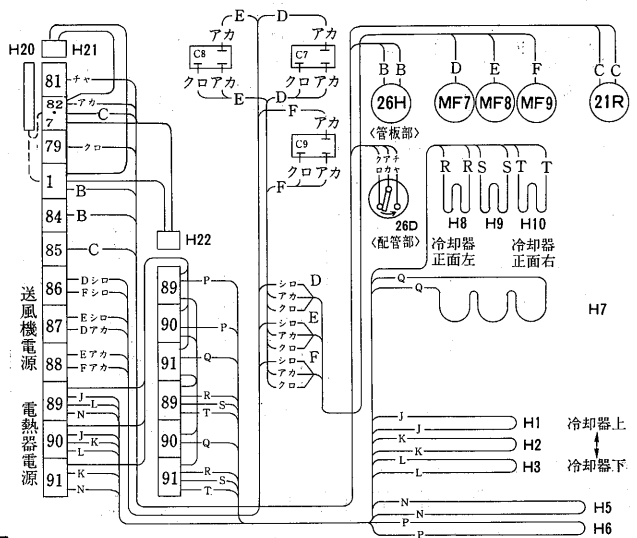 H20
H21
81
チャ
82
アカ
7
C
79
クロ
1
B
84
B
85
C
86
Dシロ
Fシロ
87
Eシロ
Dアカ
88
Eアカ
Fアカ
89
J
L
N
90
J
K
L
91
K
N
送風機電源
電熱器電源
H22
89
P
90
P
91
Q
89
R
S
T
90
Q
91
R
S
T
E
D
アカ
C8
クロアカ
E
アカ
C7
クロアカ
D
F
アカ
C9
クロアカ
F
シロ
アカ
クロ
D
シロ
アカ
クロ
E
シロ
アカ
クロ
F
B
B
26H
<管板部>
D
MF7
E
MF8
F
MF9
C
C
21R
クロ
アカ
チャ
26D
<配管部>
R
R
S
S
T
T
H8
H9
H10
冷却器
正面左
冷却器
正面右
Q
Q
H7
J
J
H1
K
K
H2
L
L
H3
冷却器上
冷却器下
N
N
H5
P
P
H6